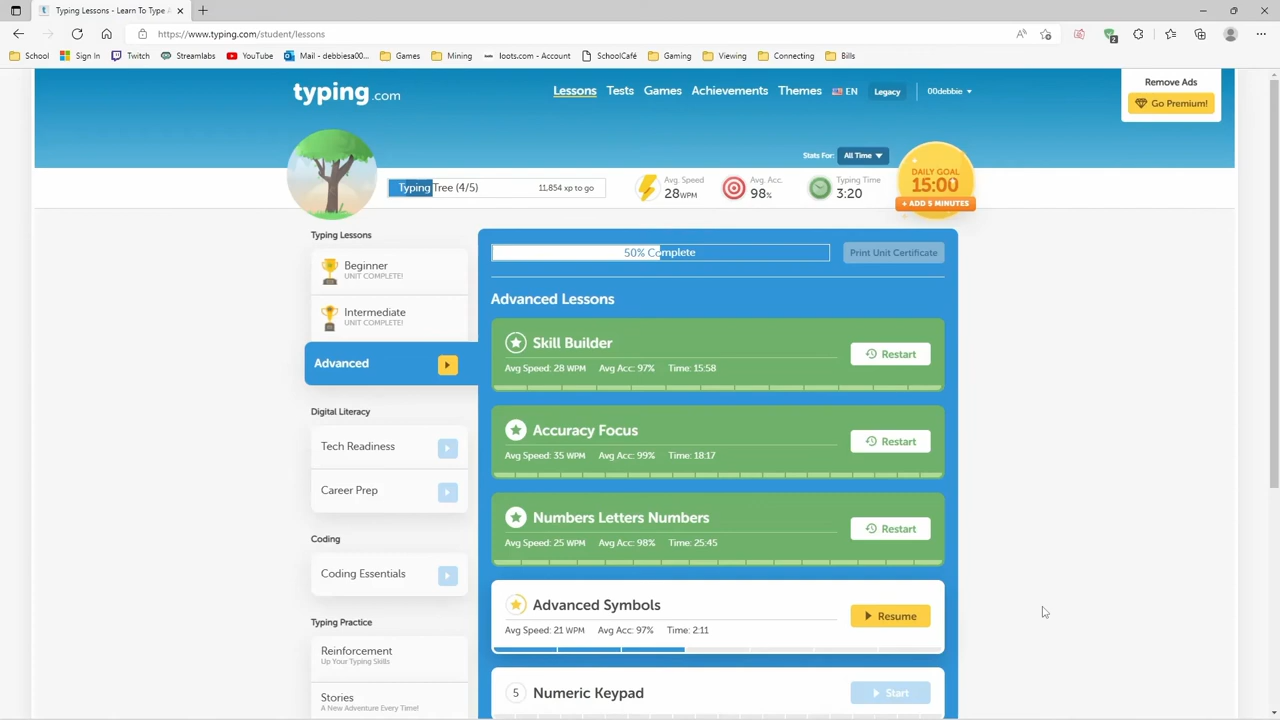 Typing Lessons - Learn To Type A
https://www.typing.com/student/lessons
2
School
Sign In
Twitch
Streamlabs
YouTube
Mail - debbiesa00...
Games
Mining
loots.com - Account
SchoolCafé
Gaming
Viewing
Connecting
Bills
typing.com
Lessons
Tests
Games
Achievements
Themes
EN
Legacy
00debbie
Remove Ads
Go Premium!
Stats For:
All Time
Typing Tree (4/5)
11,854 xp to go
Avg. Speed
28WPM
Avg. Acc.
98%
Typing Time
3:20
DAILY GOAL
15:00
+ ADD 5 MINUTES
Typing Lessons
Beginner
UNIT COMPLETE!
Intermediate
UNIT COMPLETE!
Advanced
Digital Literacy
Tech Readiness
Career Prep
Coding
Coding Essentials
Typing Practice
Reinforcement
Up Your Typing Skills
Stories
A New Adventure Every Time!
50% Complete
Print Unit Certificate
Advanced Lessons
Skill Builder
Avg Speed: 28 WPM Avg Acc: 97% Time: 15:58
Restart
Accuracy Focus
Avg Speed: 35 WPM Avg Acc: 99% Time: 18:17
Restart
Numbers Letters Numbers
Avg Speed: 25 WPM Avg Acc: 98% Time: 25:45
Restart
Advanced Symbols
Avg Speed: 21 WPM Avg Acc: 97% Time: 2:11
Resume
5 Numeric Keypad
Start